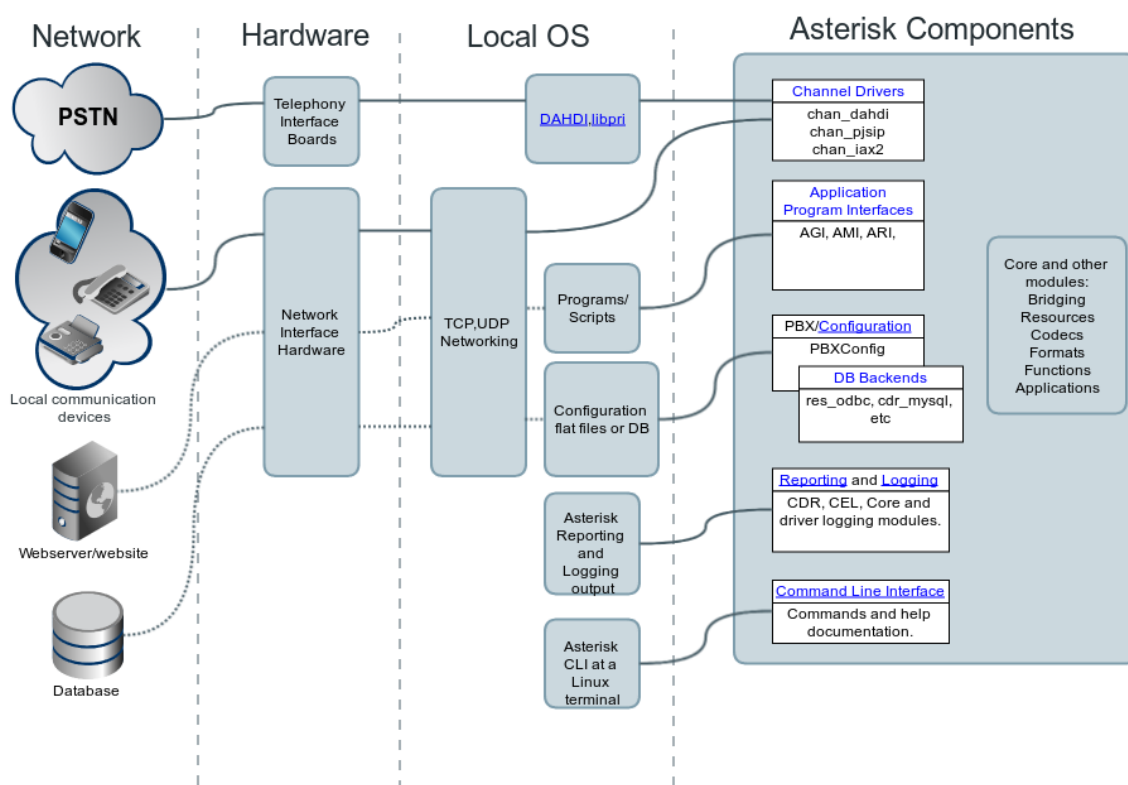 Network
Hardware
Local OS
Asterisk Components
PSTN
Telephony
Interface
Boards
DAHDI,libpri
Channel Drivers
chan_dahdi
chan_pjsip
chan_iax2
Application
Program Interfaces
AGI, AMI, ARI,
Core and other
modules:
Bridging
Resources
Codecs
Formats
Functions
Applications
Local communication
devices
Network
Interface
Hardware
TCP,UDP
Networking
Programs/
Scripts
PBX/Configuration
PBXConfig
DB Backends
res_odbc, cdr_mysql,
etc
Configuration
flat files or DB
Webserver/website
Asterisk
Reporting
and
Logging
output
Reporting and Logging
CDR, CEL, Core and
driver logging modules.
Database
Asterisk
CLI at a
Linux
terminal
Command Line Interface
Commands and help
documentation.